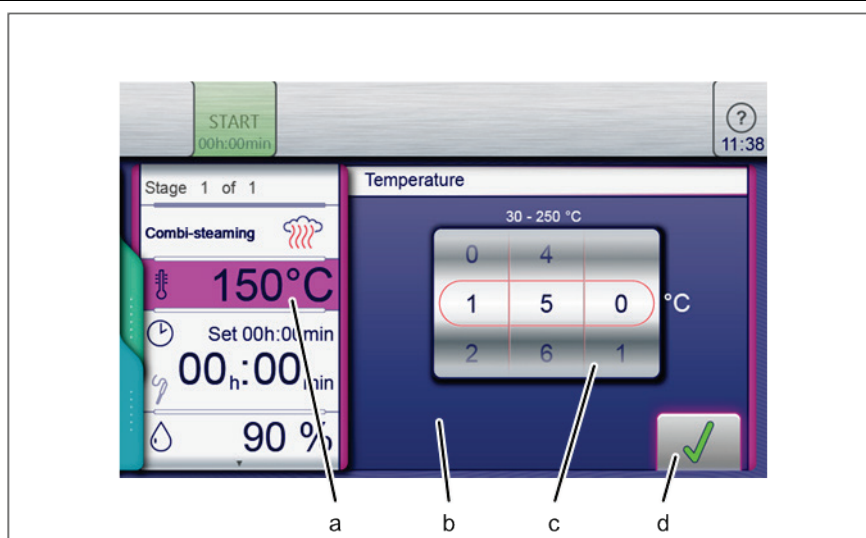 START
00h:00min
?
11:38
Stage 1 of 1
Combi-steaming
150°C
Set 00h:00min
00h:00min
90 %
Temperature
30 - 250 °C
0 4
1 5 0 °C
2 6 1
a b c d